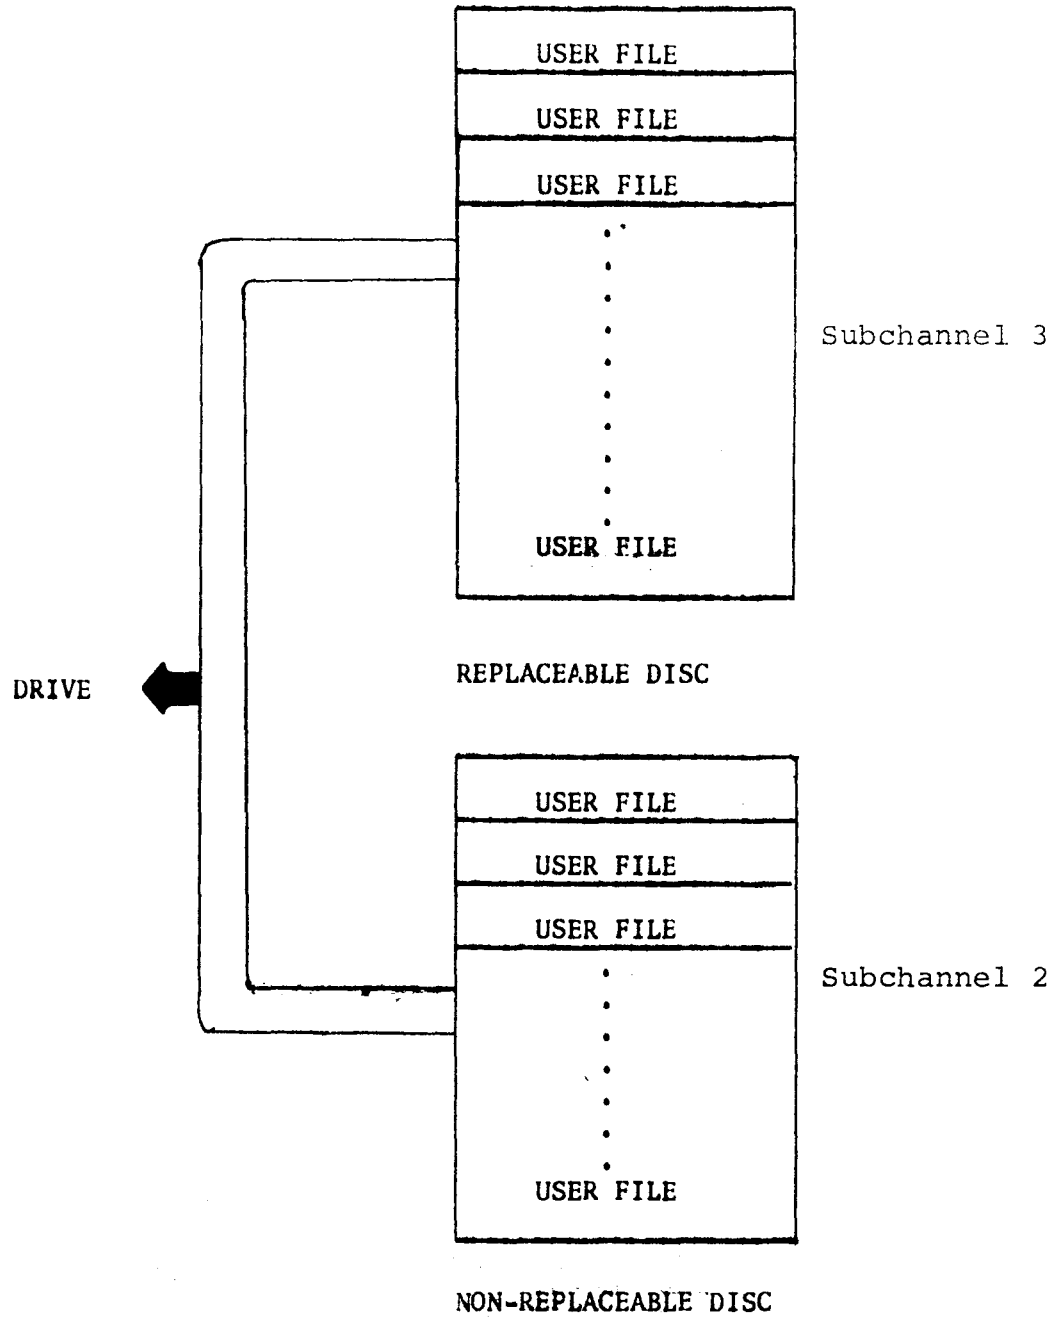 USER FILE
USER FILE
USER FILE
Subchannel 3
USER FILE
REPLACEABLE DISC
DRIVE
USER FILE
USER FILE
USER FILE
Subchannel 2
USER FILE
NON-REPLACEABLE DISC